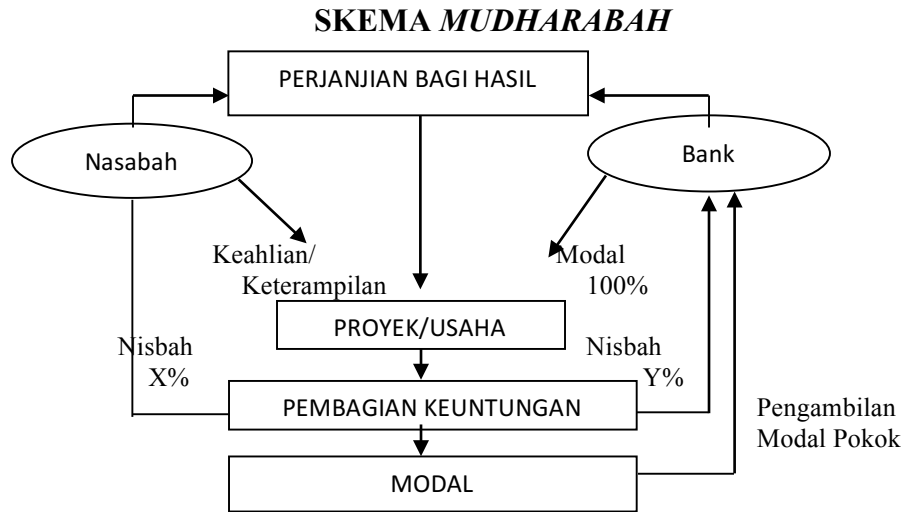 SKEMA MUDHARABAH
PERJANJIAN BAGI HASIL
Nasabah
Bank
Keahlian/
Keterampilan
Modal
100%
PROYEK/USAHA
Nisbah
X%
Nisbah
Y%
PEMBAGIAN KEUNTUNGAN
Pengambilan
Modal Pokok
MODAL